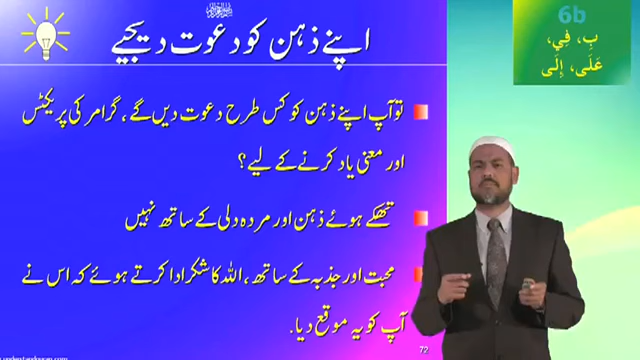 اپنے ذہن کو دعوت دیجیے
6b
بِ، فِي،
عَلَى، إِلَى
تو آپ اپنے ذہن کو کس طرح دعوت دیں گے، گرامر کی پریکٹس
اور معنی یاد کرنے کے لیے؟
تھکے ہوئے ذہن اور مردہ دلی کے ساتھ نہیں
محبت اور جذبہ کے ساتھ، اللہ کا شکر ادا کرتے ہوئے کہ اس نے
آپ کو یہ موقع دیا.
72